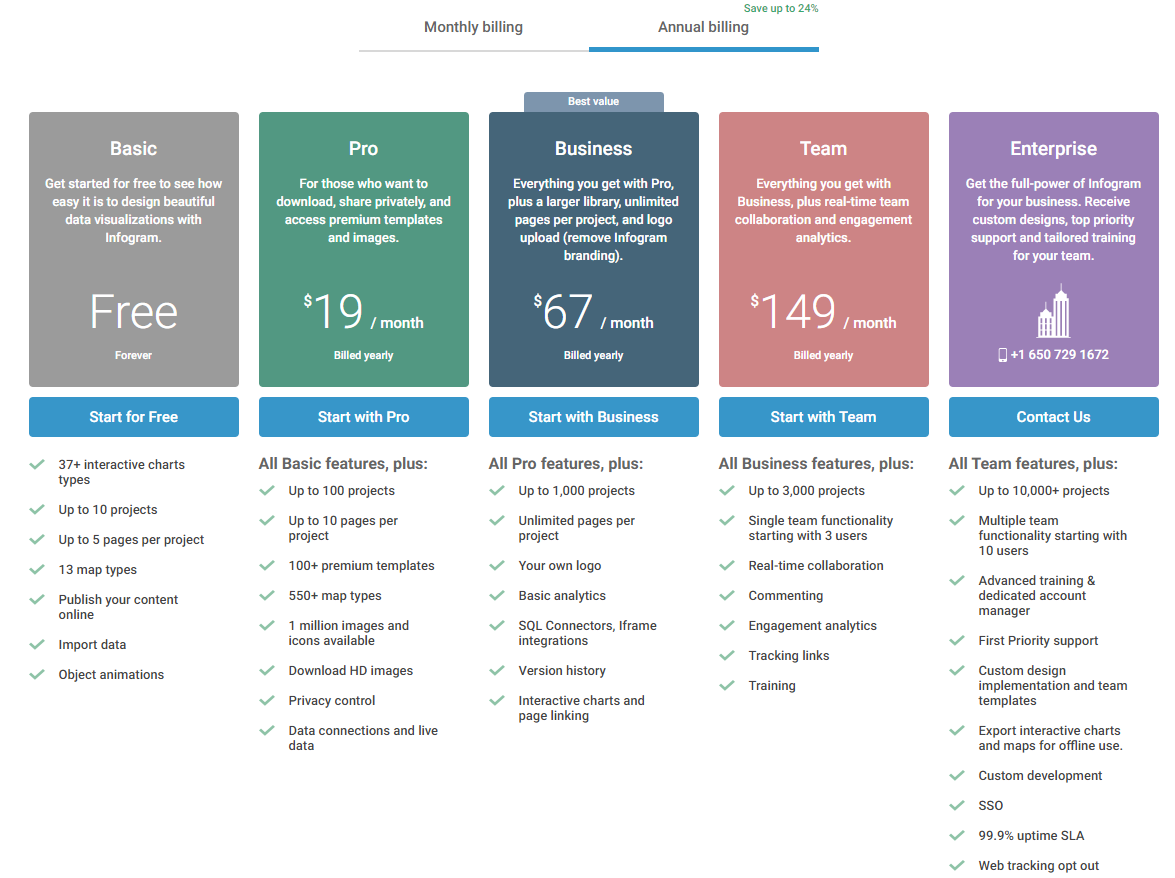 Save up to 24%
Monthly billing
Annual billing
Best value
Basic
Get started for free to see how
easy it is to design beautiful
data visualizations with
Infogram.
Free
Forever
Start for Free
37+ interactive charts
types
Up to 10 projects
Up to 5 pages per project
13 map types
Publish your content
online
Import data
Object animations
Pro
For those who want to
download, share privately, and
access premium templates
and images.
$19 / month
Billed yearly
Start with Pro
All Basic features, plus:
Up to 100 projects
Up to 10 pages per
project
100+ premium templates
550+ map types
1 million images and
icons available
Download HD images
Privacy control
Data connections and live
data
Business
Everything you get with Pro,
plus a larger library, unlimited
pages per project, and logo
upload (remove Infogram
branding).
$67 / month
Billed yearly
Start with Business
All Pro features, plus:
Up to 1,000 projects
Unlimited pages per
project
Your own logo
Basic analytics
SQL Connectors, Iframe
integrations
Version history
Interactive charts and
page linking
Team
Everything you get with
Business, plus real-time team
collaboration and engagement
analytics.
$149 / month
Billed yearly
Start with Team
All Business features, plus:
Up to 3,000 projects
Single team functionality
starting with 3 users
Real-time collaboration
Commenting
Engagement analytics
Tracking links
Training
Enterprise
Get the full-power of Infogram
for your business. Receive
custom designs, top priority
support and tailored training
for your team.
+1 650 729 1672
Contact Us
All Team features, plus:
Up to 10,000+ projects
Multiple team
functionality starting with
10 users
Advanced training &
dedicated account
manager
First Priority support
Custom design
implementation and team
templates
Export interactive charts
and maps for offline use.
Custom development
SSO
99.9% uptime SLA
Web tracking opt out